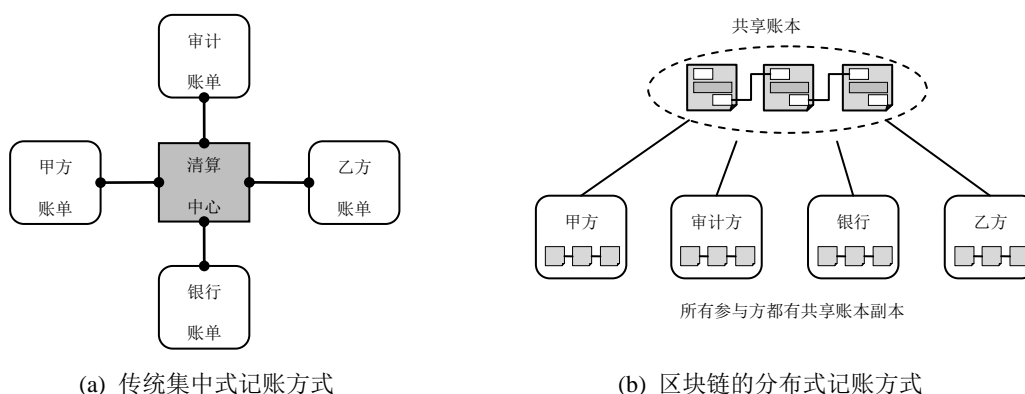 审计
账单
甲方
账单
清算
中心
乙方
账单
银行
账单
(a) 传统集中式记账方式
共享账本
甲方
审计方
银行
乙方
所有参与方都有共享账本副本
(b) 区块链的分布式记账方式